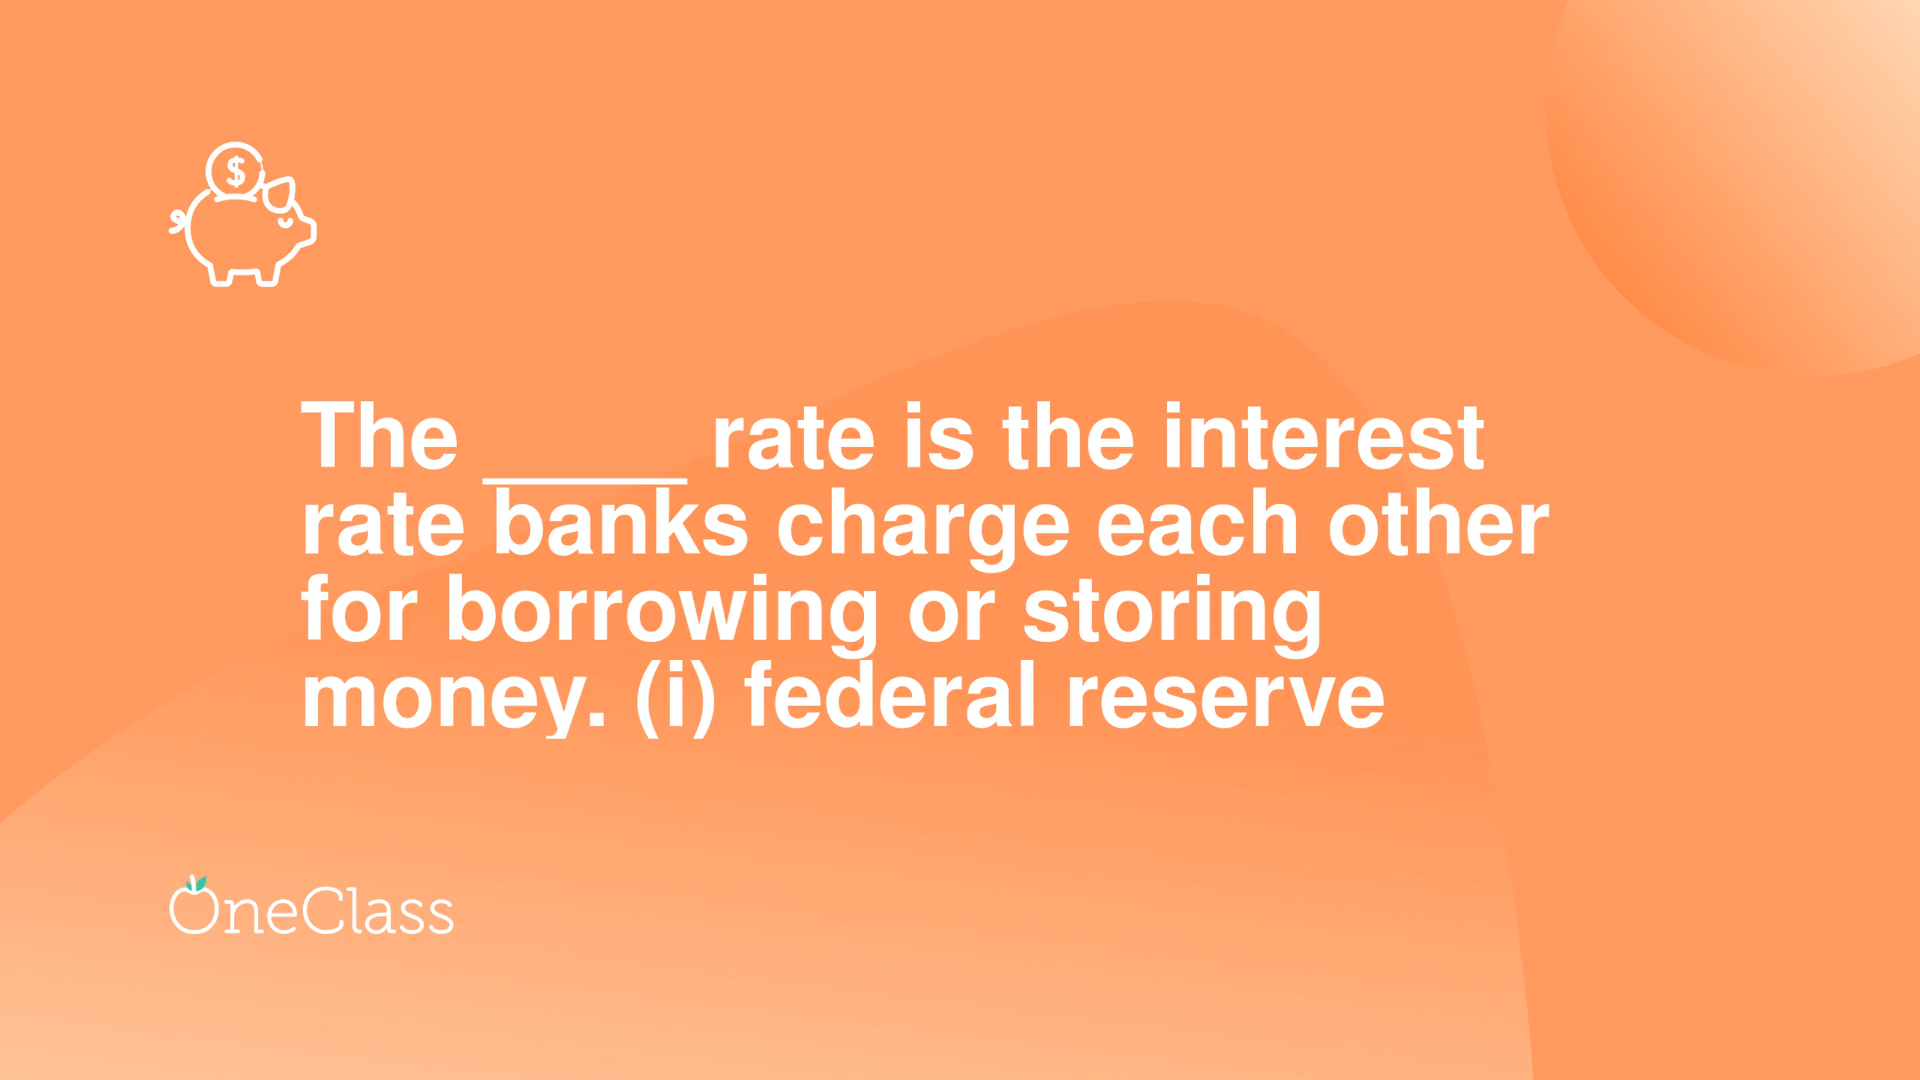 $
The _____ rate is the interest
rate banks charge each other
for borrowing or storing
money. (i) federal reserve
OneClass